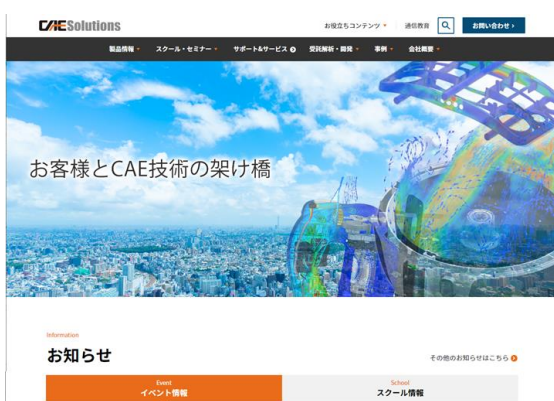 CAESolutions
お役立ちコンテンツ
通信教育
お問い合わせ ›
製品情報
スクール・セミナー
サポート&サービス
受託解析・開発
事例
会社概要
お客様とCAE技術の架け橋
Information
お知らせ
その他のお知らせはこちら
Event
イベント情報
School
スクール情報